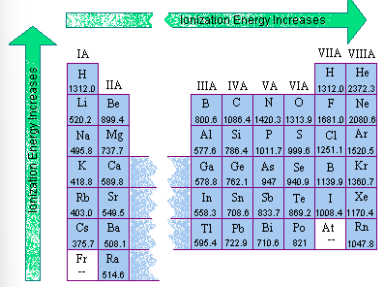 Ionization Energy Increases
Ionization Energy Increases
IA VIIA VIIIA
H H He
IIA IIIA IVA VA VIA
1312.0 1312.0 2372.3
Li Be B C N O F Ne
520.2 899.4 800.6 1086.4 1420.3 1313.9 1681.0 2080.6
Na Mg Al Si P S Cl Ar
495.8 737.7 577.6 786.4 1011.7 999.6 1251.1 1520.5
K Ca Ga Ge As Se B Kr
418.8 589.8 578.8 762.1 947 940.9 1139.9 1360.7
Rb Sr In Sn Sb Te I Xe
403.0 549.5 558.3 708.6 833.7 869.2 1008.4 1170.4
Cs Ba Tl Pb Bi Po At Rn
375.7 508.1 595.4 722.9 710.6 821 -- 1047.8
Fr Ra
-- 514.6